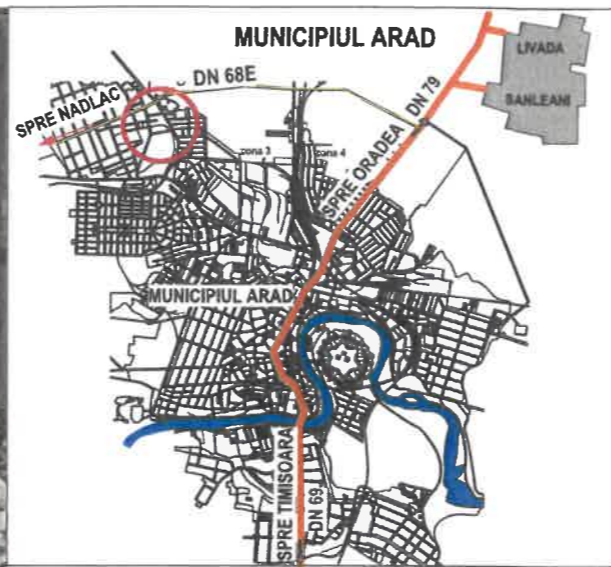 MUNICIPIUL ARAD
LIVADA
SANLEANI
DN 68E
SPRE NADLAC
SPRE ORADEA DN 79
zona 3
zona 4
MUNICIPIUL ARAD
SPRE TIMISOARA
DN 69